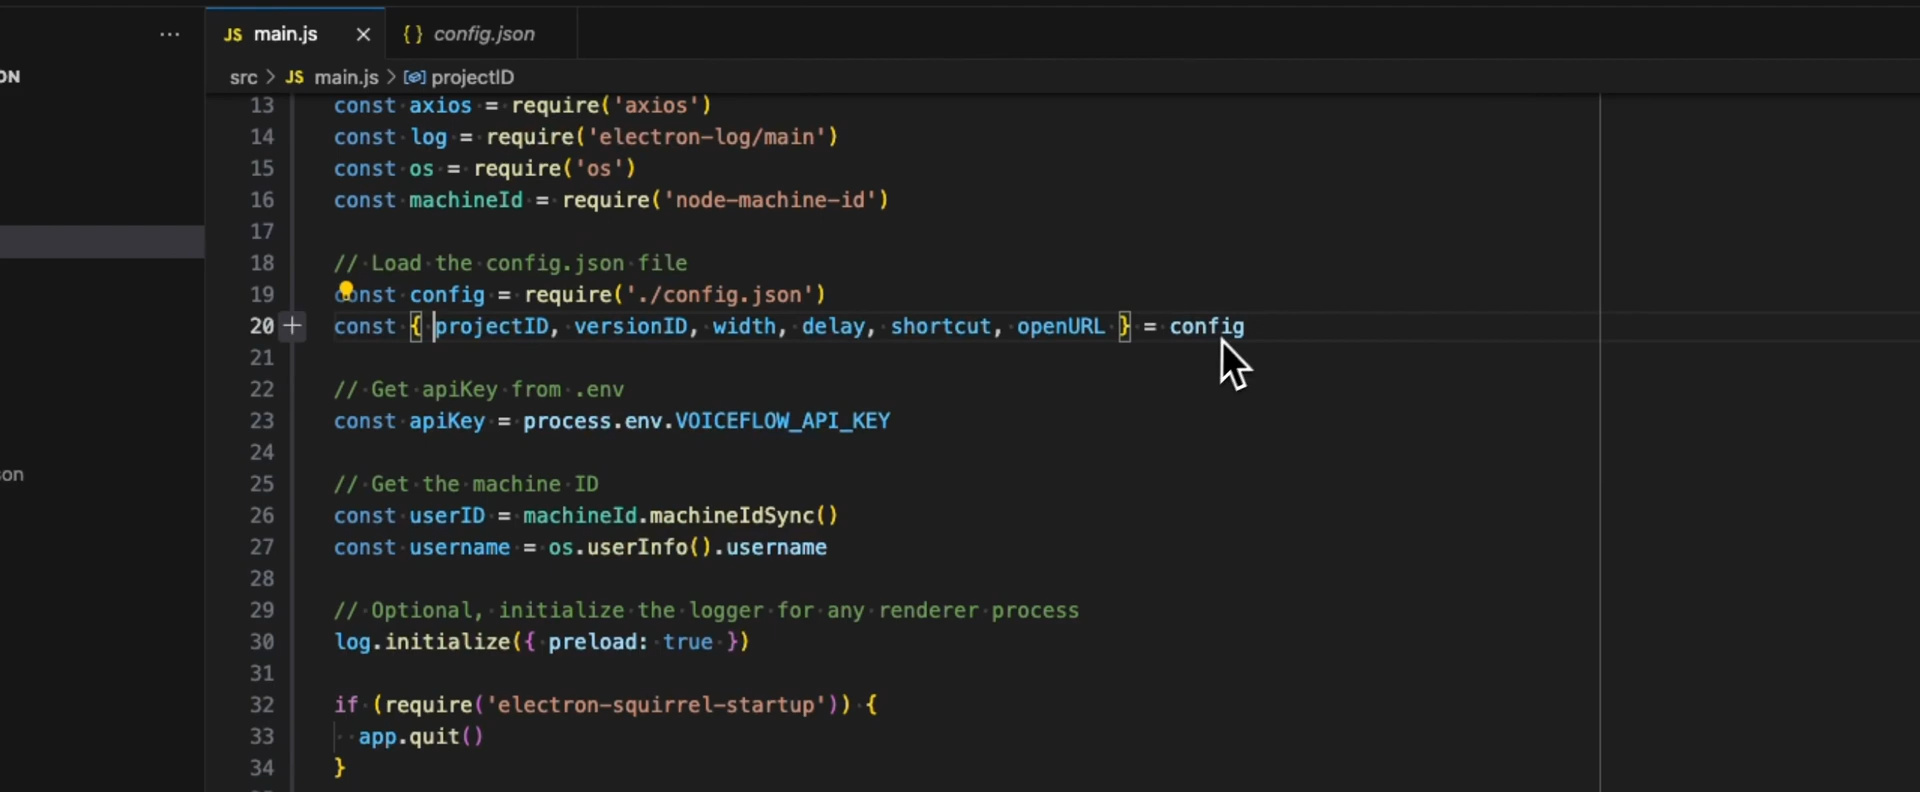 ··· JS main.js × {} config.json
ON
src > JS main.js > projectID
13 const axios = require('axios')
14 const log = require('electron-log/main')
15 const os = require('os')
16 const machineId = require('node-machine-id')
17
18 // Load the config.json file
19 const config = require('./config.json')
20 const { projectID, versionID, width, delay, shortcut, openURL } = config
21
22 // Get apiKey from .env
23 const apiKey = process.env.VOICEFLOW_API_KEY
24
on
25 // Get the machine ID
26 const userID = machineId.machineIdSync()
27 const username = os.userInfo().username
28
29 // Optional, initialize the logger for any renderer process
30 log.initialize({ preload: true })
31
32 if (require('electron-squirrel-startup')) {
33 app.quit()
34 }